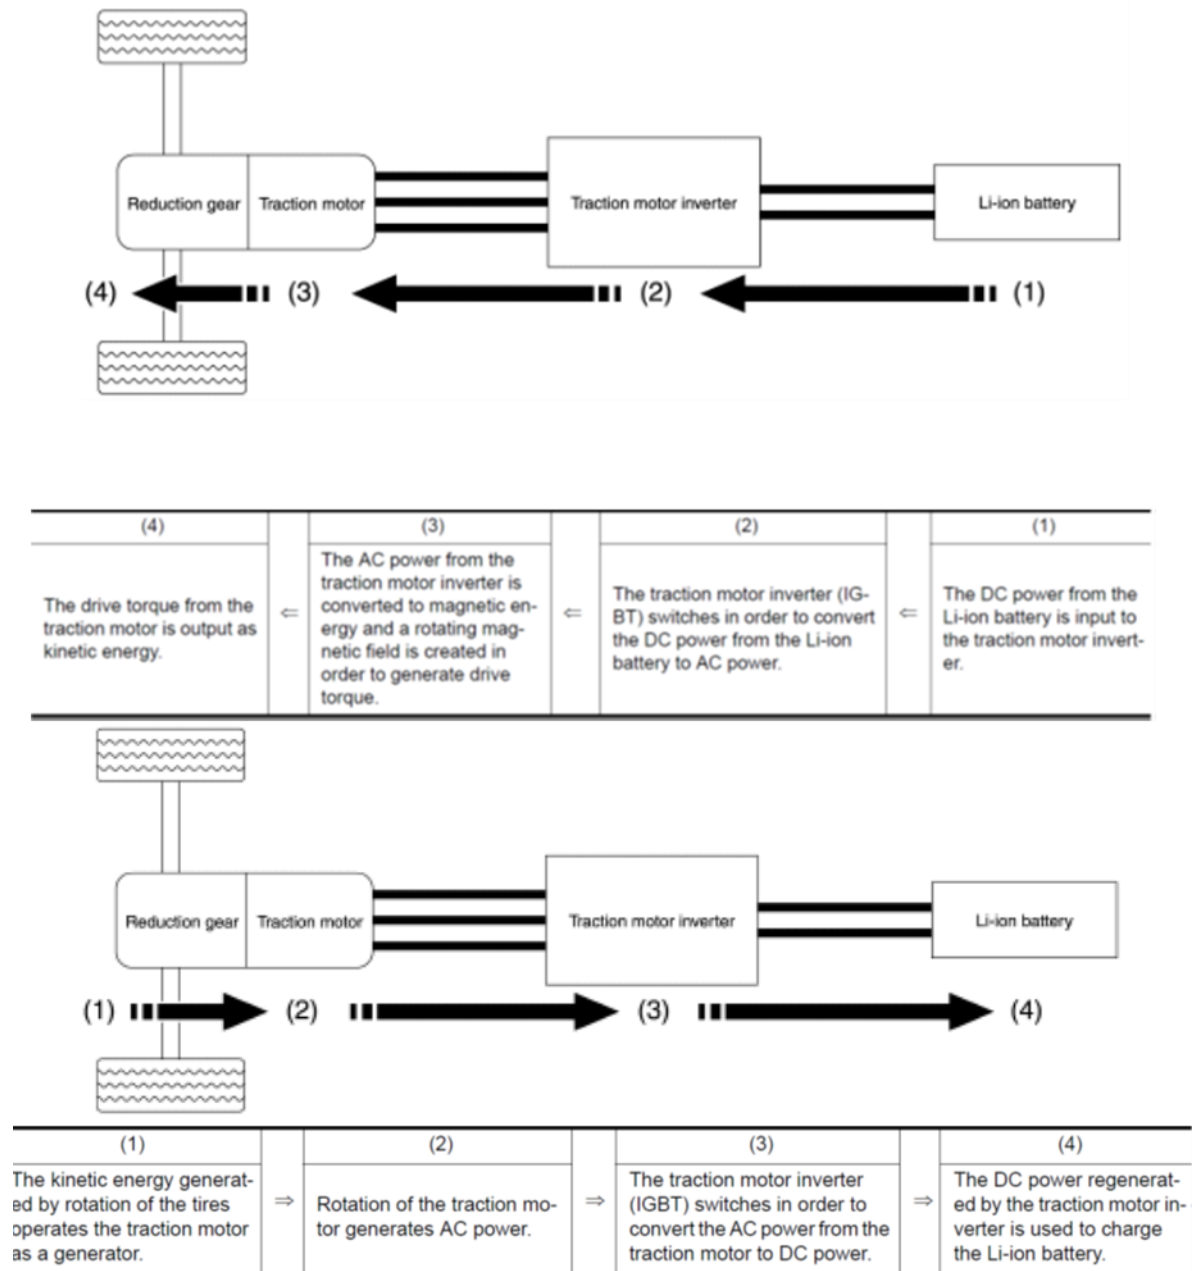 Reduction gear
Traction motor
Traction motor inverter
Li-ion battery
(4)
(3)
(2)
(1)
(4)
(3)
(2)
(1)
The drive torque from the
traction motor is output as
kinetic energy.
⇐
The AC power from the
traction motor inverter is
converted to magnetic en-
ergy and a rotating mag-
netic field is created in
order to generate drive
torque.
⇐
The traction motor inverter (IG-
BT) switches in order to convert
the DC power from the Li-ion
battery to AC power.
⇐
The DC power from the
Li-ion battery is input to
the traction motor invert-
er.
Reduction gear
Traction motor
Traction motor inverter
Li-ion battery
(1)
(2)
(3)
(4)
(1)
(2)
(3)
(4)
The kinetic energy generat-
ed by rotation of the tires
operates the traction motor
as a generator.
⇒
Rotation of the traction mo-
tor generates AC power.
⇒
The traction motor inverter
(IGBT) switches in order to
convert the AC power from the
traction motor to DC power.
⇒
The DC power regenerat-
ed by the traction motor in-
verter is used to charge
the Li-ion battery.